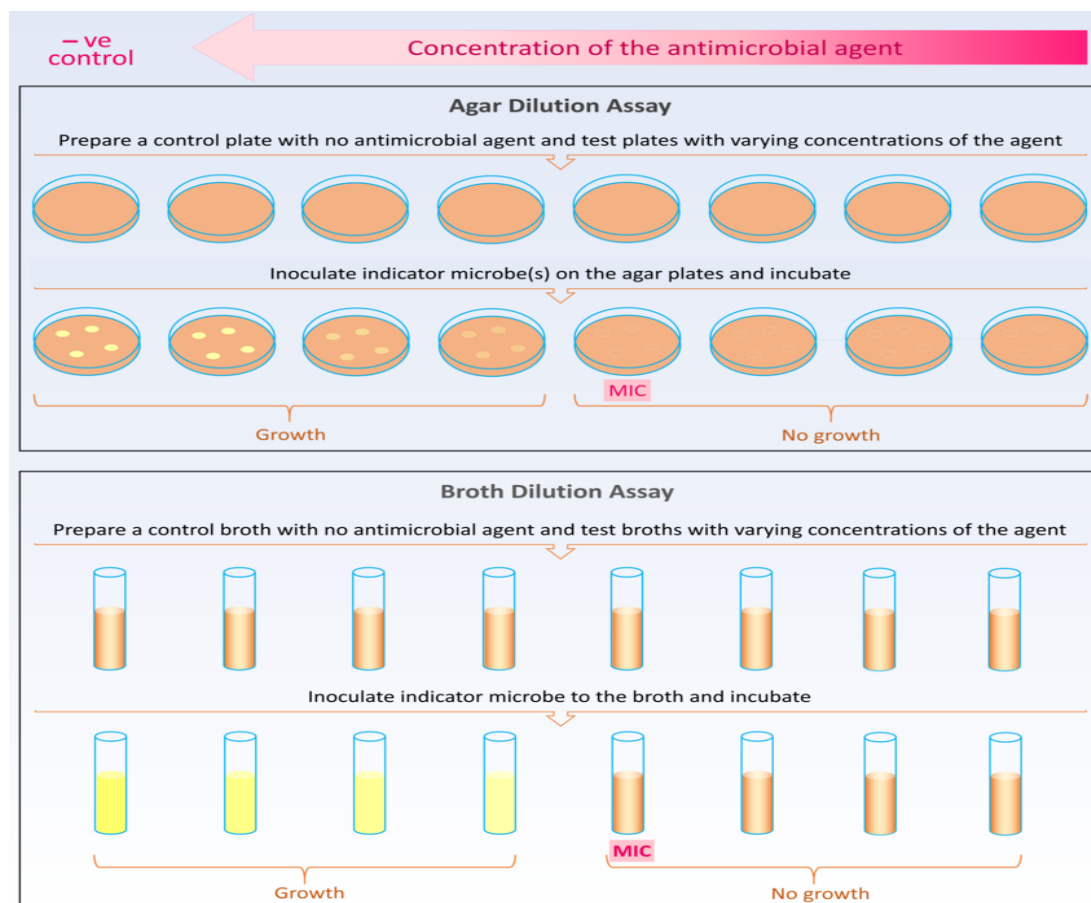 – ve
control
Concentration of the antimicrobial agent
Agar Dilution Assay
Prepare a control plate with no antimicrobial agent and test plates with varying concentrations of the agent
Inoculate indicator microbe(s) on the agar plates and incubate
MIC
Growth
No growth
Broth Dilution Assay
Prepare a control broth with no antimicrobial agent and test broths with varying concentrations of the agent
Inoculate indicator microbe to the broth and incubate
MIC
Growth
No growth